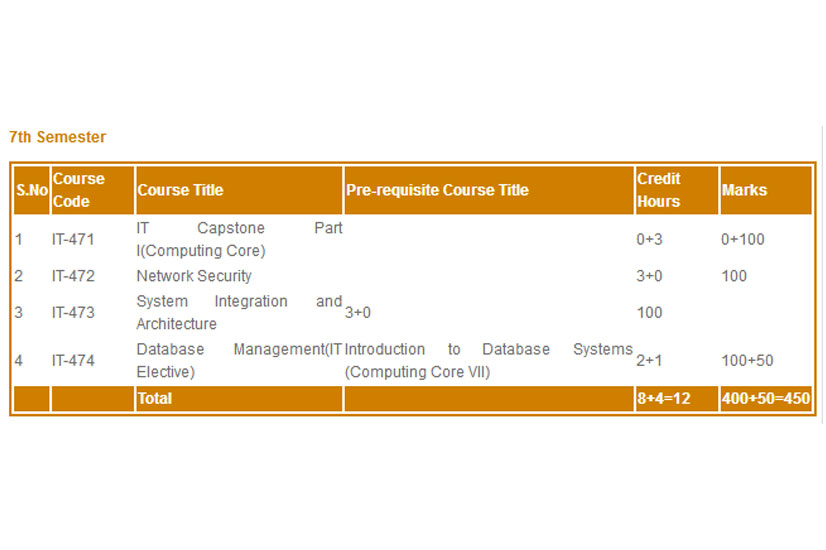 7th Semester
S.No Course Code Course Title Pre-requisite Course Title Credit Hours Marks
1 IT-471 IT Capstone Part I(Computing Core) 0+3 0+100
2 IT-472 Network Security 3+0 100
3 IT-473 System Integration and Architecture 3+0 100
4 IT-474 Database Management(IT Elective) Introduction to Database Systems (Computing Core VII) 2+1 100+50
Total 8+4=12 400+50=450